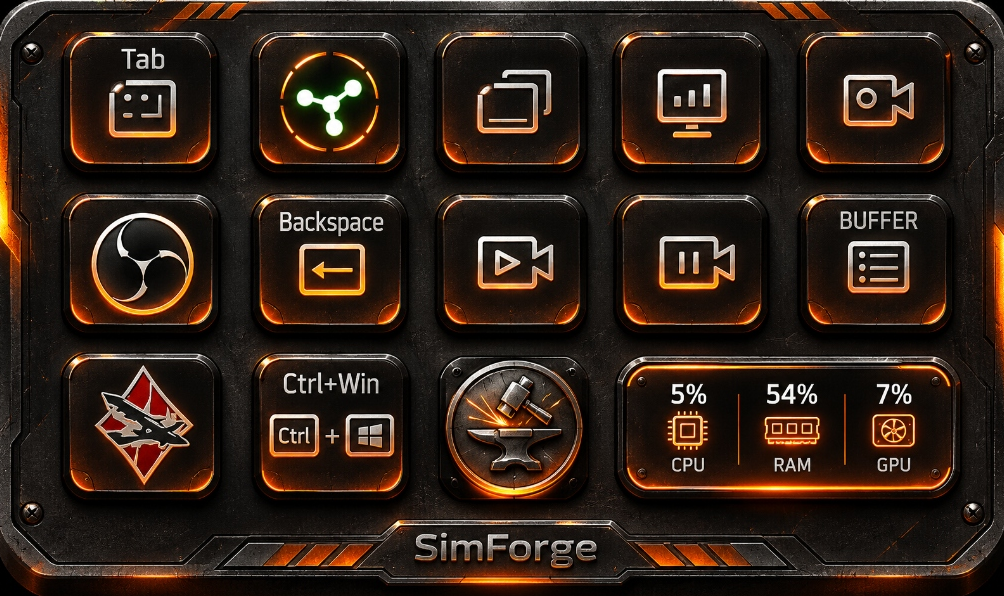 Tab
Backspace
BUFFER
Ctrl+Win
Ctrl + 
5% 54% 7%
CPU RAM GPU
SimForge